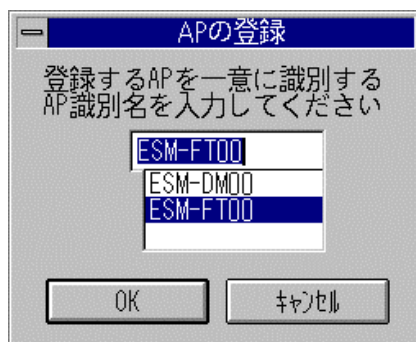 APの登録
登録するAPを一意に識別する
AP識別名を入力してください
ESM-FT00
ESM-DM00
ESM-FT00
OK
ｷｬﾝｾﾙ